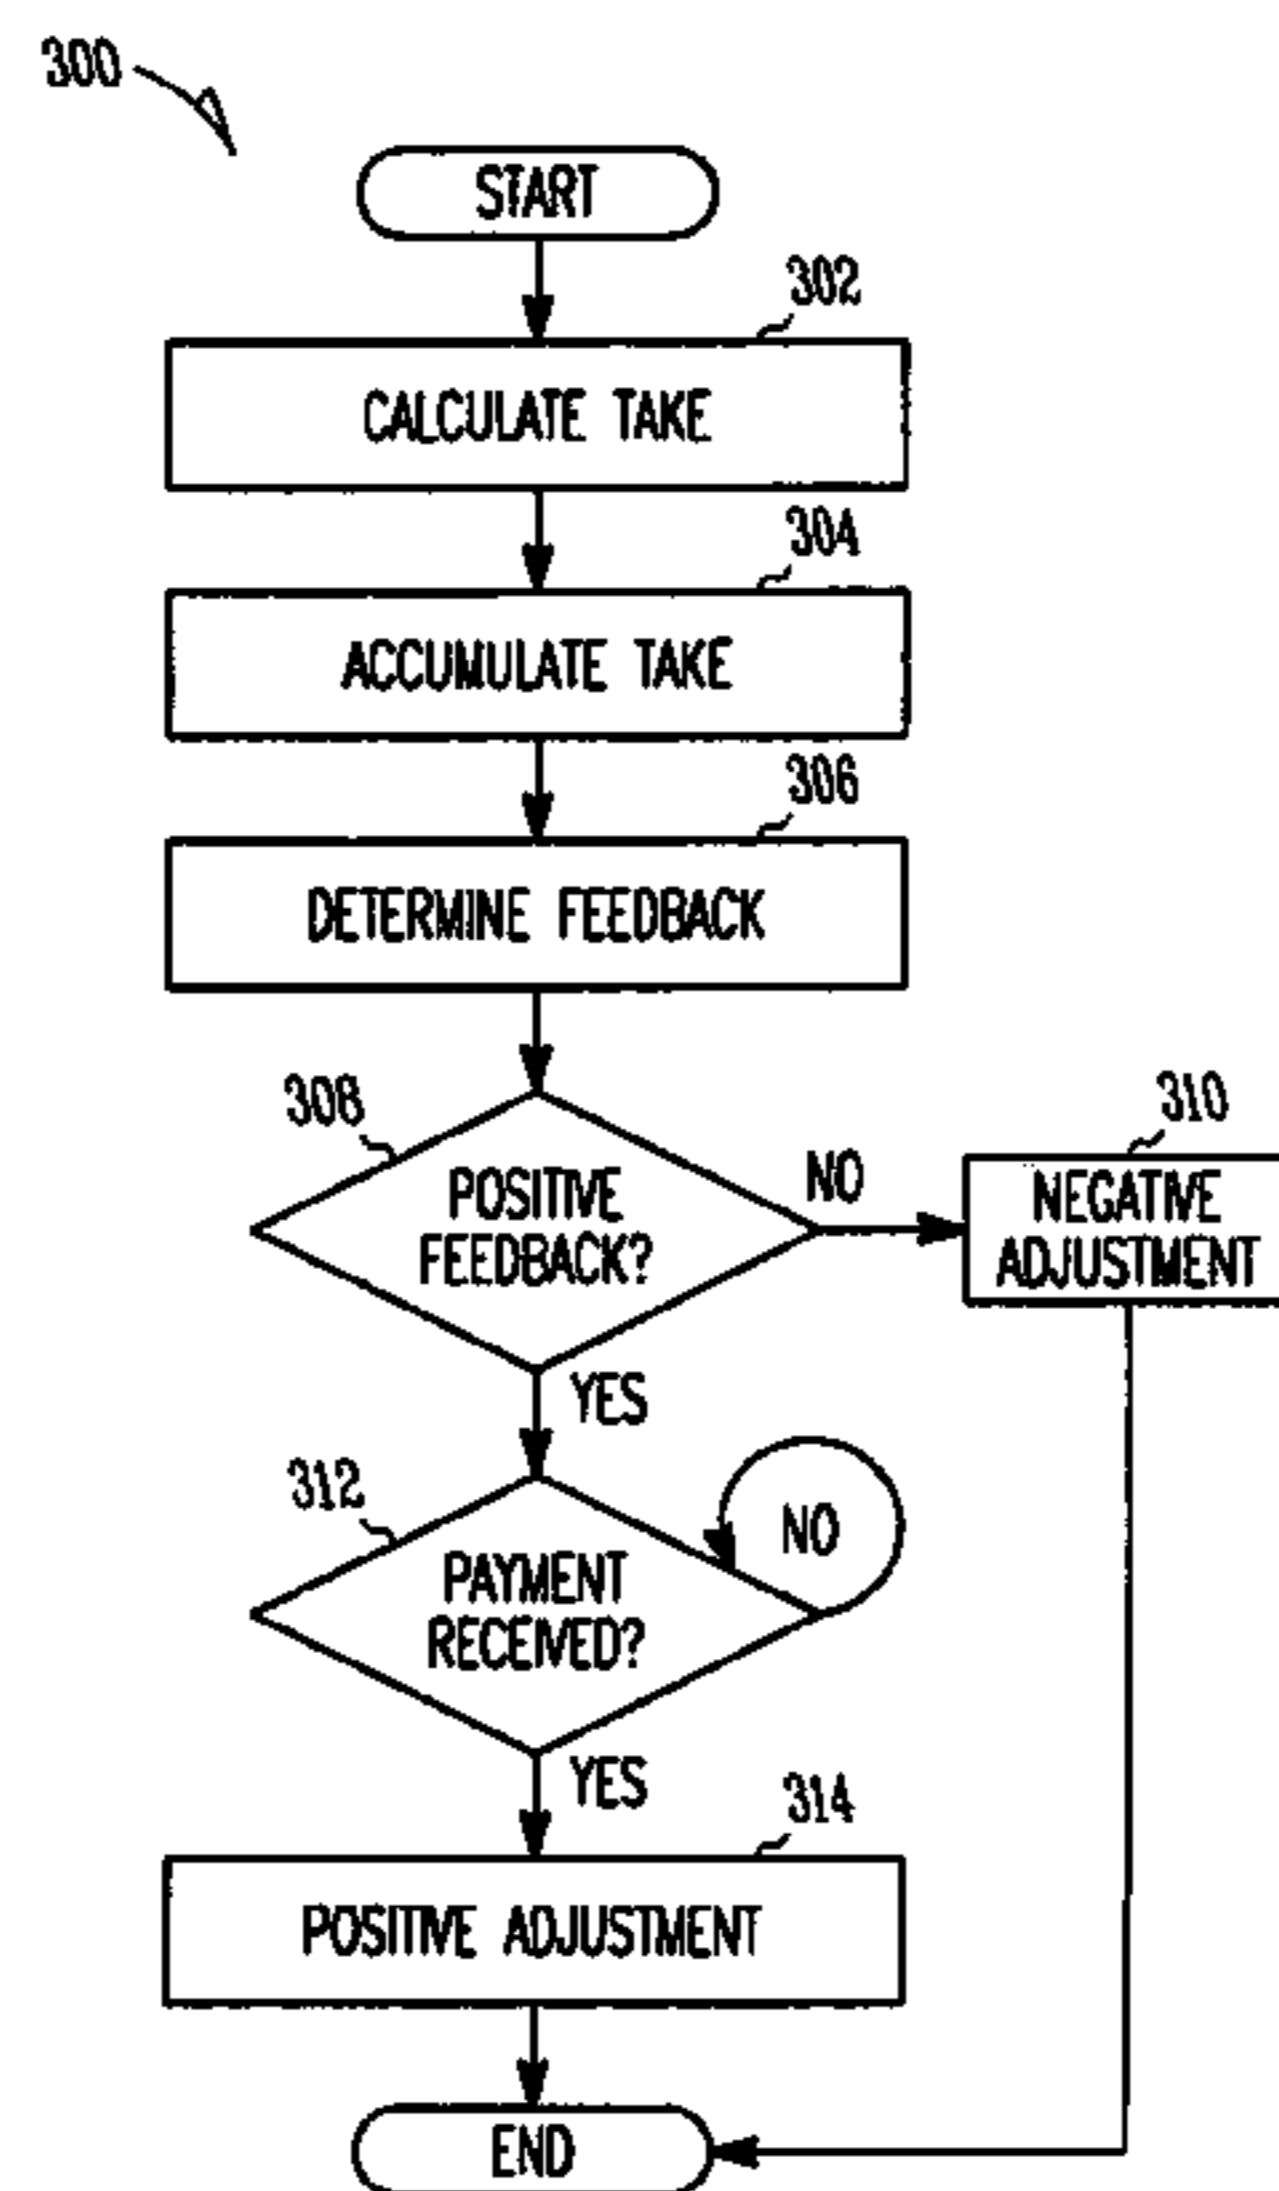 300
START
302
CALCULATE TAKE
304
ACCUMULATE TAKE
306
DETERMINE FEEDBACK
308
POSITIVE
FEEDBACK?
NO
310
NEGATIVE
ADJUSTMENT
YES
312
PAYMENT
RECEIVED?
NO
YES
314
POSITIVE ADJUSTMENT
END